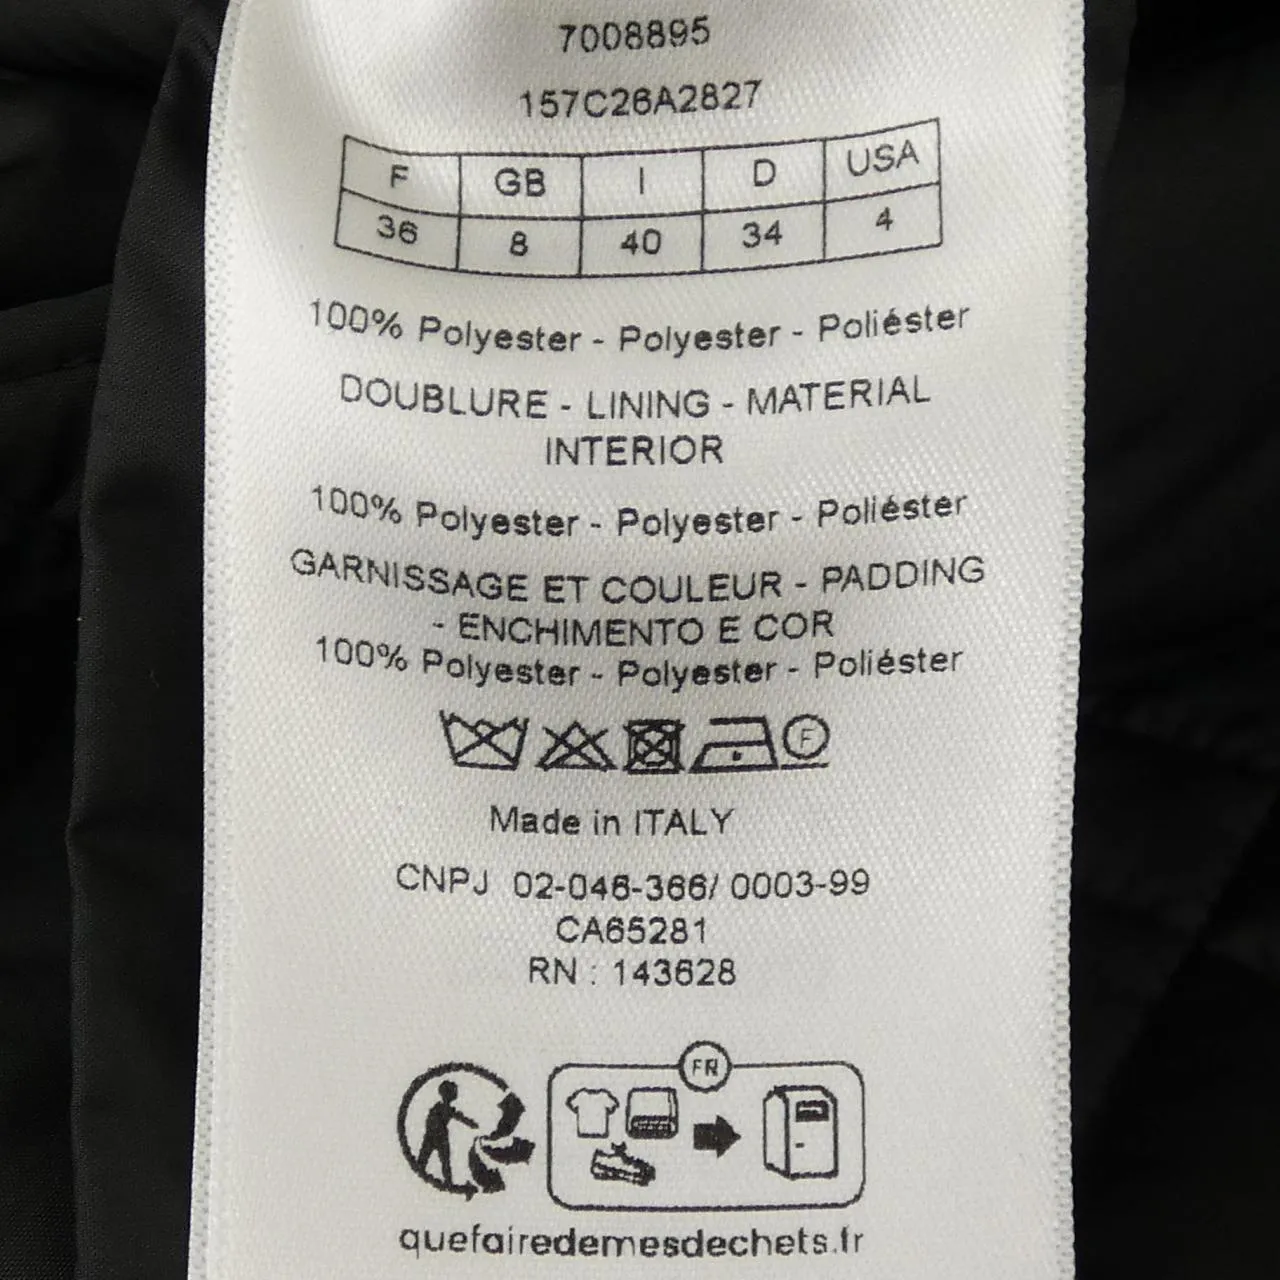 7008895
157C26A2827
F GB I D USA
36 8 40 34 4
100% Polyester - Polyester - Poliéster
DOUBLURE - LINING - MATERIAL
INTERIOR
100% Polyester - Polyester - Poliéster
GARNISSAGE ET COULEUR - PADDING
- ENCHIMENTO E COR
100% Polyester - Polyester - Poliéster
F
Made in ITALY
CNPJ 02-046-366/ 0003-99
CA65281
RN : 143628
FR
quefairedemesdechets.fr